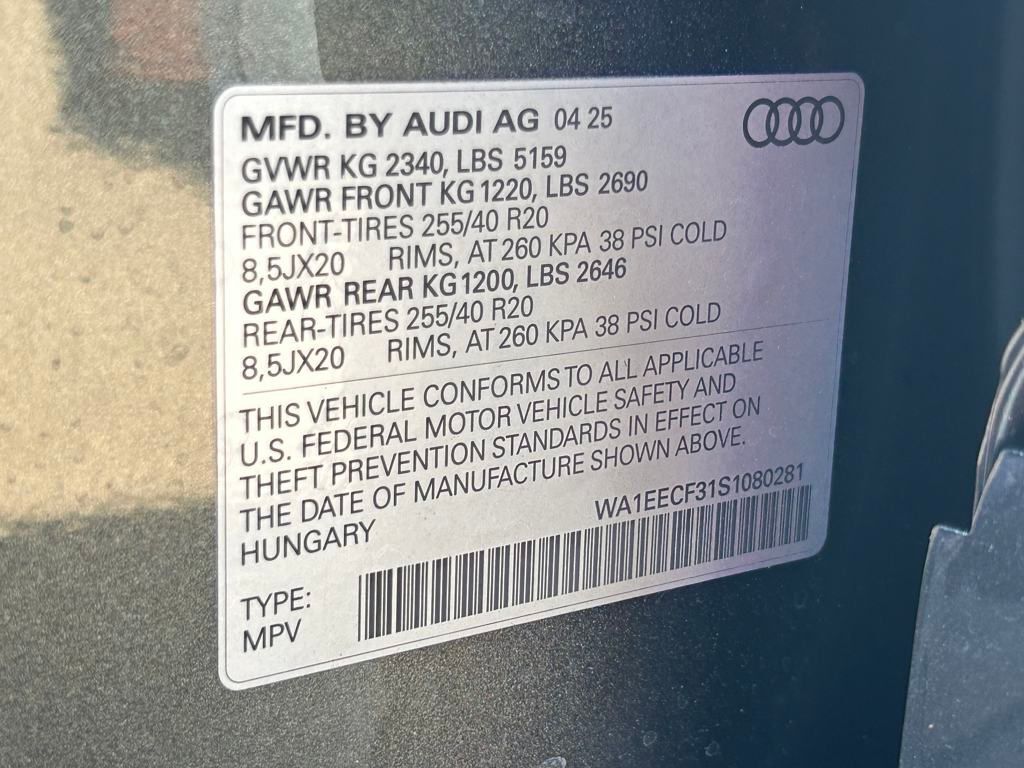 MFD. BY AUDI AG 04 25
GVWR KG 2340, LBS 5159
GAWR FRONT KG 1220, LBS 2690
FRONT-TIRES 255/40 R20
8,5JX20 RIMS, AT 260 KPA 38 PSI COLD
GAWR REAR KG 1200, LBS 2646
REAR-TIRES 255/40 R20
8,5JX20 RIMS, AT 260 KPA 38 PSI COLD
THIS VEHICLE CONFORMS TO ALL APPLICABLE
U.S. FEDERAL MOTOR VEHICLE SAFETY AND
THEFT PREVENTION STANDARDS IN EFFECT ON
THE DATE OF MANUFACTURE SHOWN ABOVE.
HUNGARY WA1EECF31S1080281
TYPE:
MPV